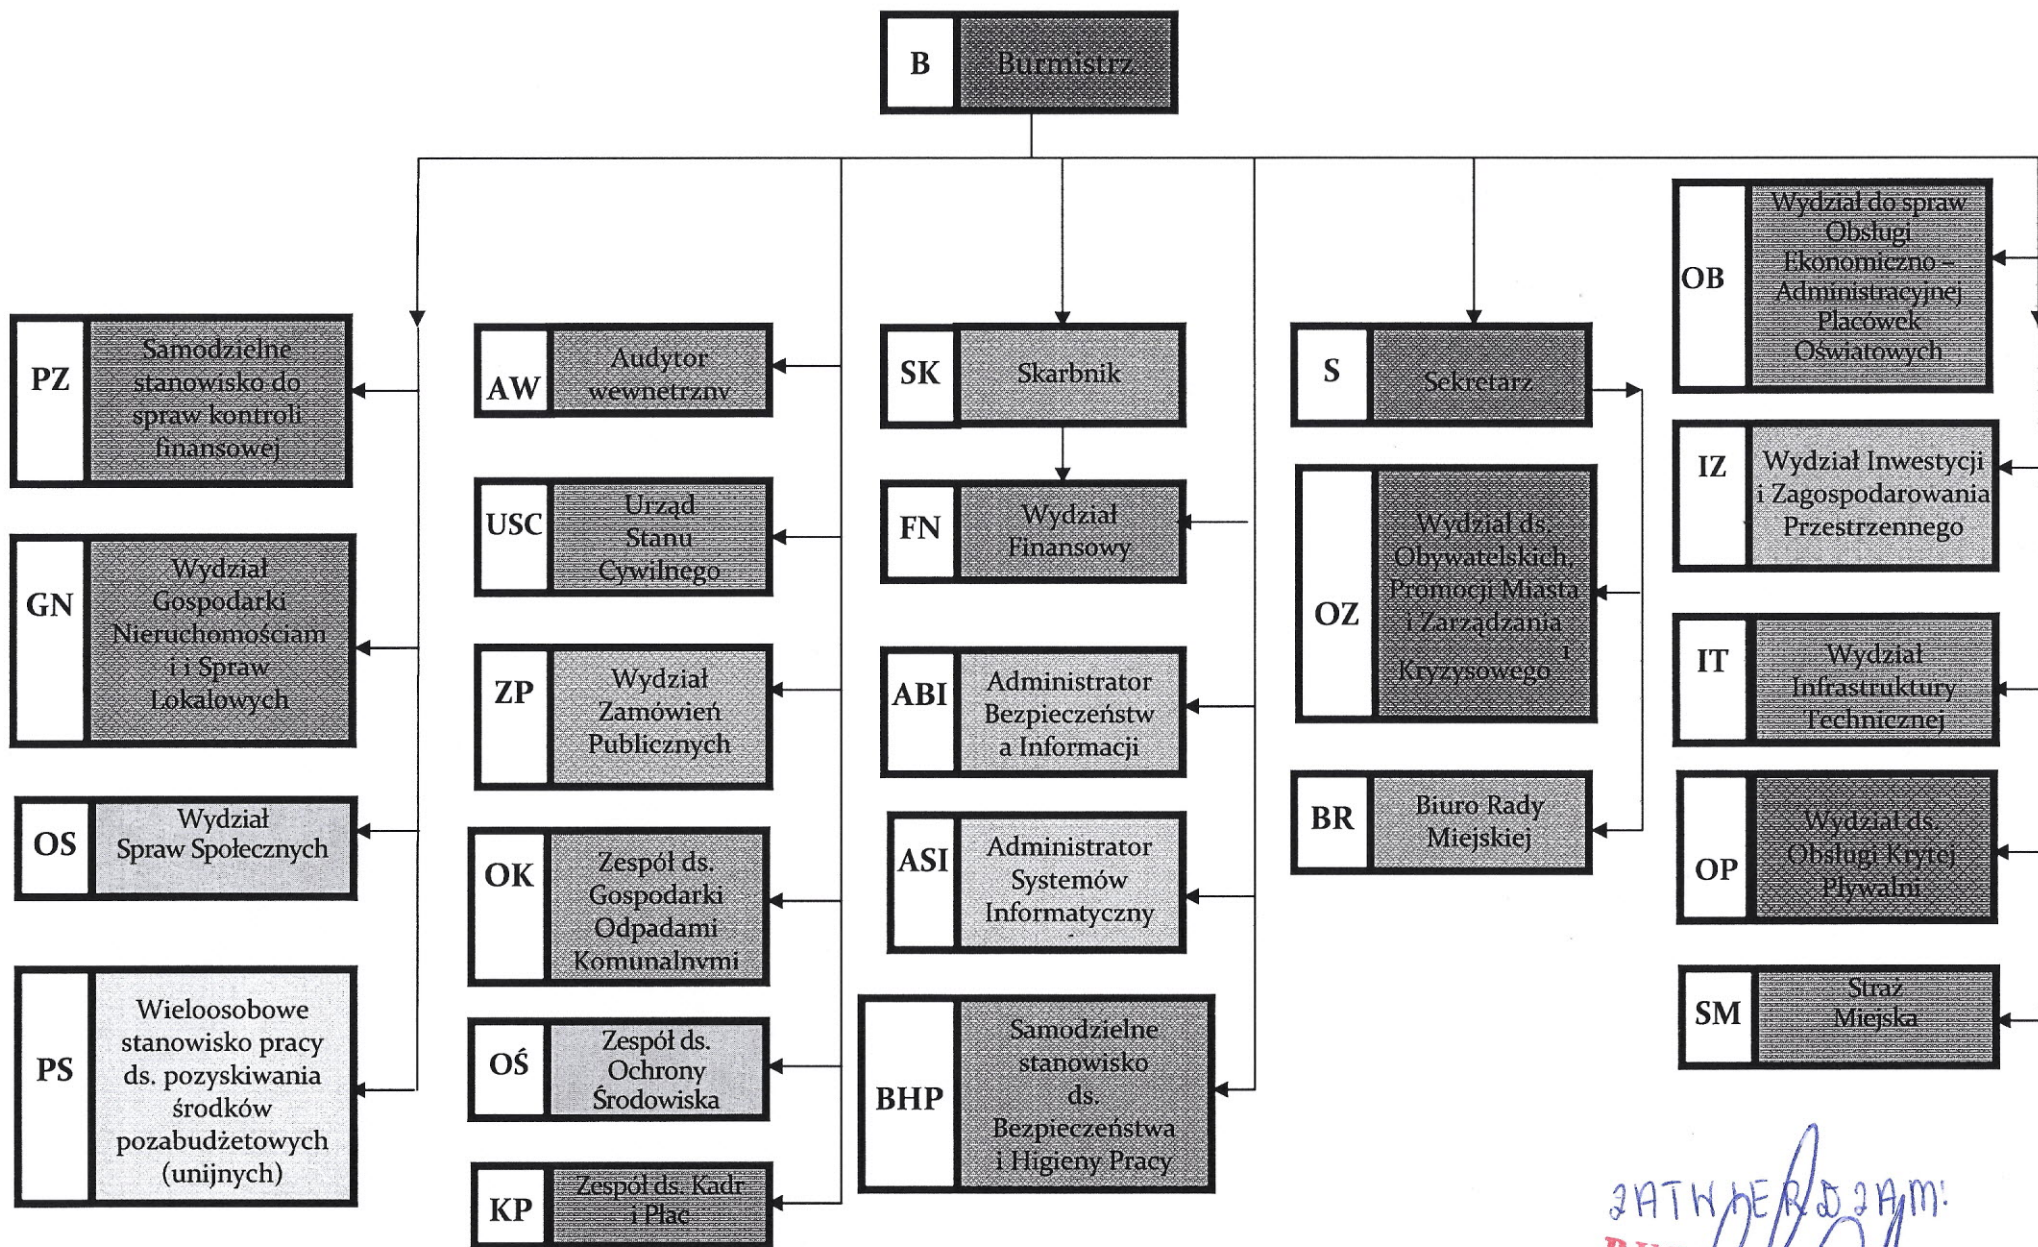 B
Burmistrz
PZ
Samodzielne
stanowisko do
spraw kontroli
finansowej
GN
Wydział
Gospodarki
Nieruchomościam
i i Spraw
Lokalowych
OS
Wydział
Spraw Społecznych
PS
Wieloosobowe
stanowisko pracy
ds. pozyskiwania
środków
pozabudżetowych
(unijnych)
AW
Audytor
wewnetrzny
USC
Urząd
Stanu
Cywilnego
ZP
Wydział
Zamówień
Publicznych
OK
Zespół ds.
Gospodarki
Odpadami
Komunalnymi
OŚ
Zespół ds.
Ochrony
Środowiska
KP
Zespół ds. Kadr
i Płac
SK
Skarbnik
FN
Wydział
Finansowy
ABI
Administrator
Bezpieczeństw
a Informacji
ASI
Administrator
Systemów
Informatyczny
BHP
Samodzielne
stanowisko
ds.
Bezpieczeństwa
i Higieny Pracy
S
Sekretarz
OZ
Wydział ds.
Obywatelskich,
Promocji Miasta
i Zarządzania
Kryzysowego 1
BR
Biuro Rady
Miejskiej
OB
Wydział do spraw
Obsługi
Ekonomiczno –
Administracyjnej
Placówek
Oświatowych
IZ
Wydział Inwestycji
i Zagospodarowania
Przestrzennego
IT
Wydział
Infrastruktury
Technicznej
OP
Wydział ds.
Obsługi Krytej
Pływalni
SM
Straż
Miejska
ZATWIERDZAM: